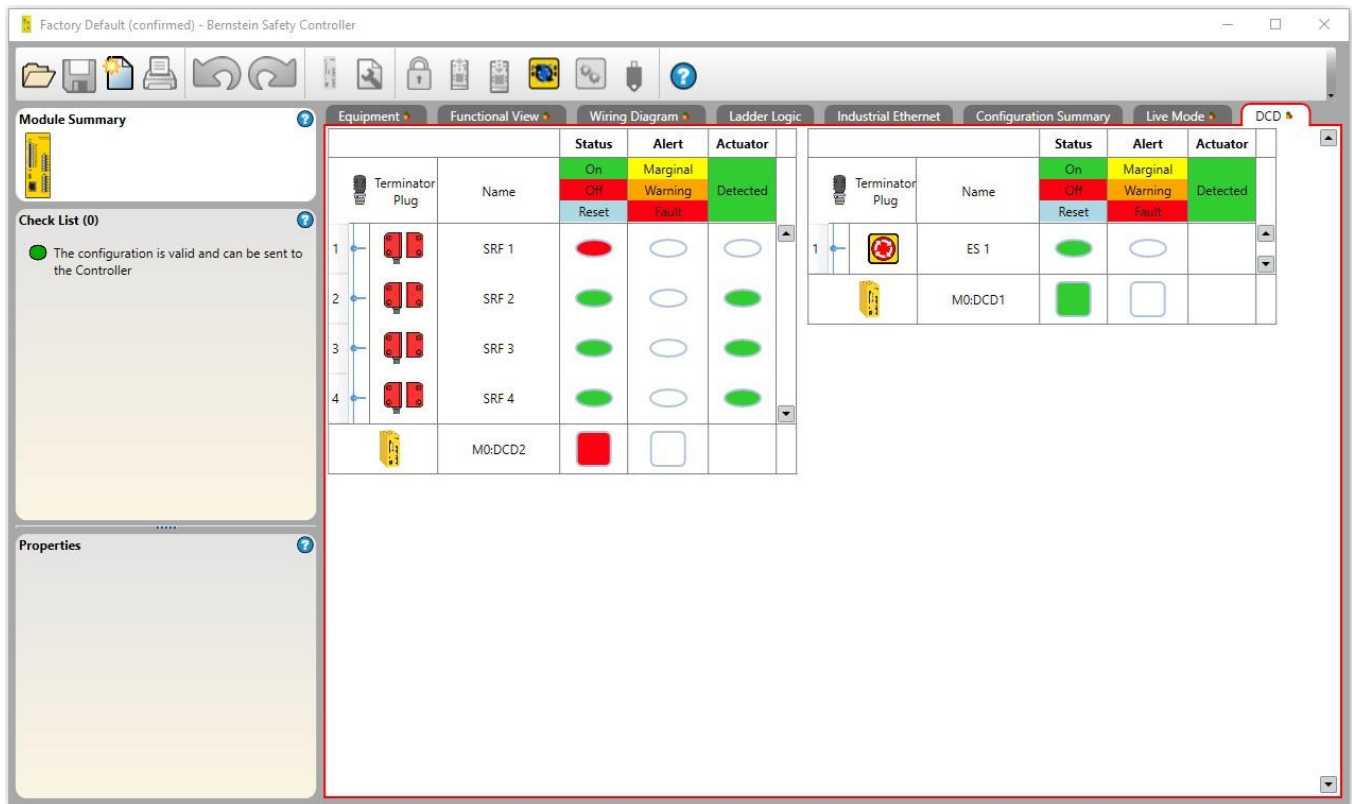 Factory Default (confirmed) - Bernstein Safety Controller
Module Summary
Check List (0)
The configuration is valid and can be sent to
the Controller
Properties
Equipment Functional View Wiring Diagram Ladder Logic Industrial Ethernet Configuration Summary Live Mode DCD
Status Alert Actuator
Terminator
Plug
Name
On Marginal
Off Warning Detected
Reset Fault
1 SRF 1
2 SRF 2
3 SRF 3
4 SRF 4
M0:DCD2
Status Alert Actuator
Terminator
Plug
Name
On Marginal
Off Warning Detected
Reset Fault
1 ES 1
M0:DCD1